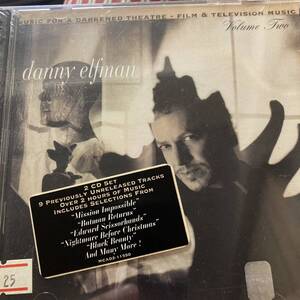 MUSIC FOR A DARKENED THEATRE - FILM & TELEVISION MUSIC
Volume Two
danny elfman
2 CD SET
9 PREVIOUSLY UNRELEASED TRACKS
OVER 2 HOURS OF MUSIC
INCLUDES SELECTIONS FROM
"Mission Impossible"
"Batman Returns"
"Edward Scissorhands"
"Nightmare Before Christmas"
"Black Beauty"
And Many More!
MCAD2-11550
25